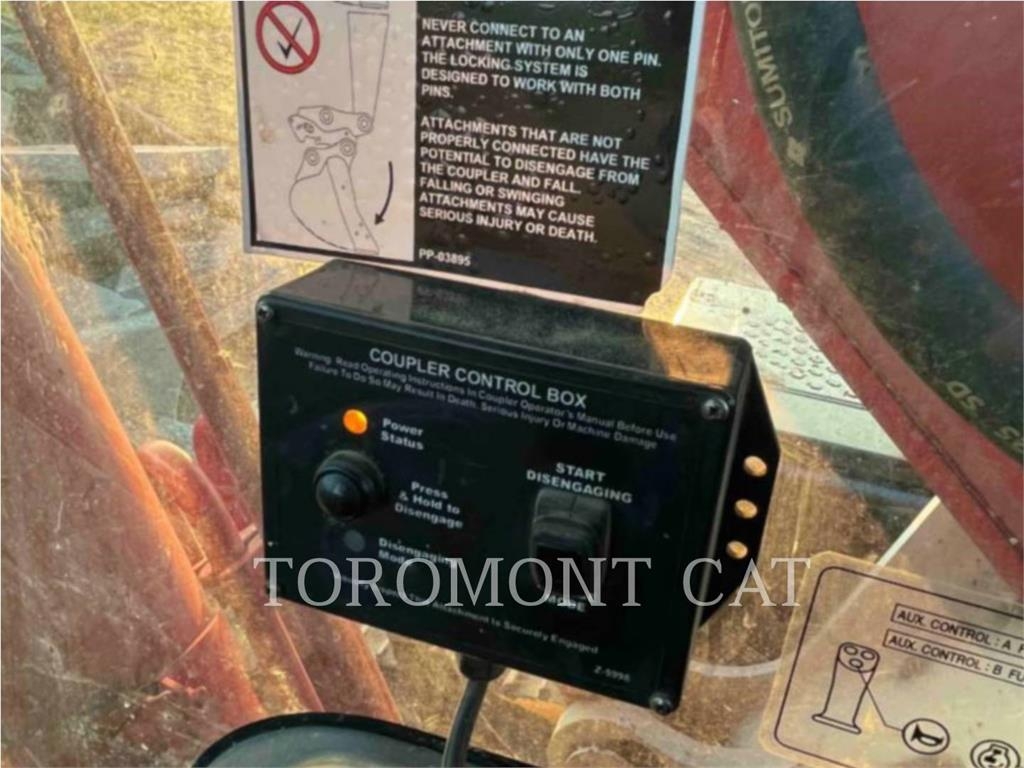 NEVER CONNECT TO AN
ATTACHMENT WITH ONLY ONE PIN.
THE LOCKING SYSTEM IS
DESIGNED TO WORK WITH BOTH
PINS.
ATTACHMENTS THAT ARE NOT
PROPERLY CONNECTED HAVE THE
POTENTIAL TO DISENGAGE FROM
THE COUPLER AND FALL.
FALLING OR SWINGING
ATTACHMENTS MAY CAUSE
SERIOUS INJURY OR DEATH.
PP-03895
SUMITO
COUPLER CONTROL BOX
Warning: Read Operating Instructions In Coupler Operator's Manual Before Use
Failure To Do So May Result In Death, Serious Injury Or Machine Damage
Power
Status
Press
& Hold to
Disengage
Disengaging
Mode
START
DISENGAGING
MODE
Attachment Is Securely Engaged
Z-5998
TOROMONT CAT
AUX. CONTROL : A
AUX. CONTROL : B FU